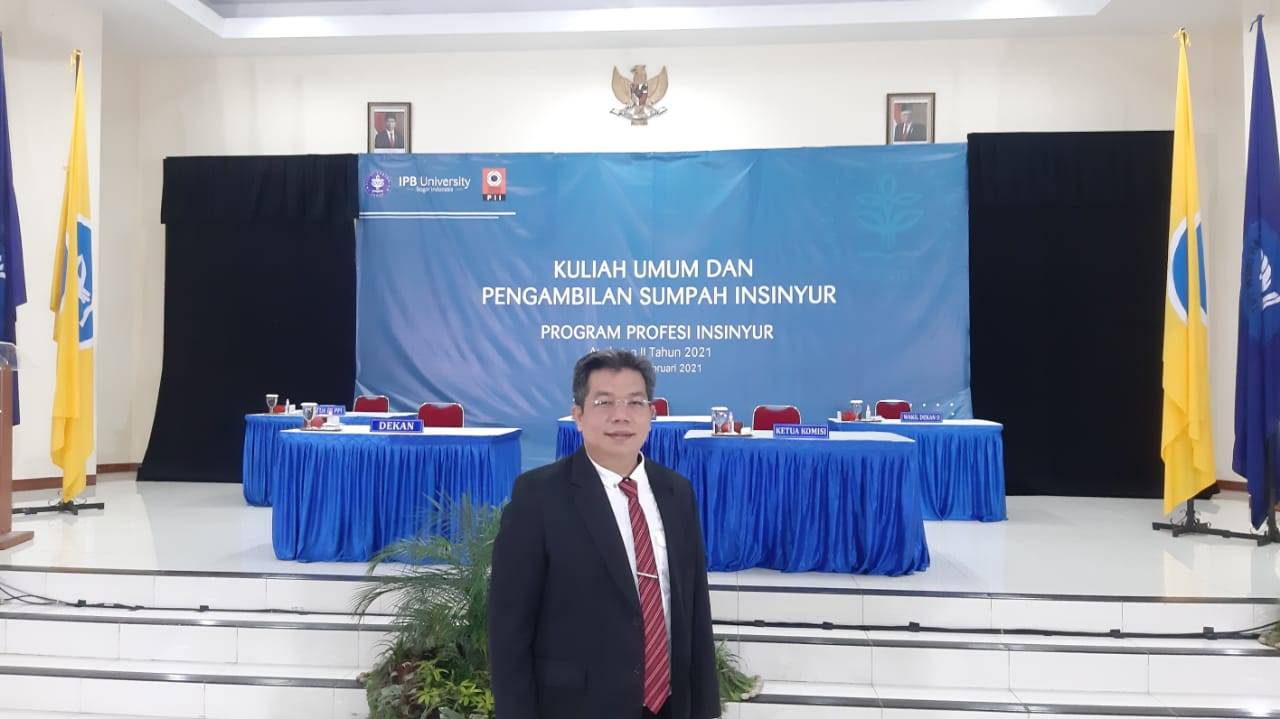 IPB University
Bogor Indonesia
PII
KULIAH UMUM DAN
PENGAMBILAN SUMPAH INSINYUR
PROGRAM PROFESI INSINYUR
II Tahun 2021
2021
DEKAN
KETUA KOMISI
WAKIL DEKAN